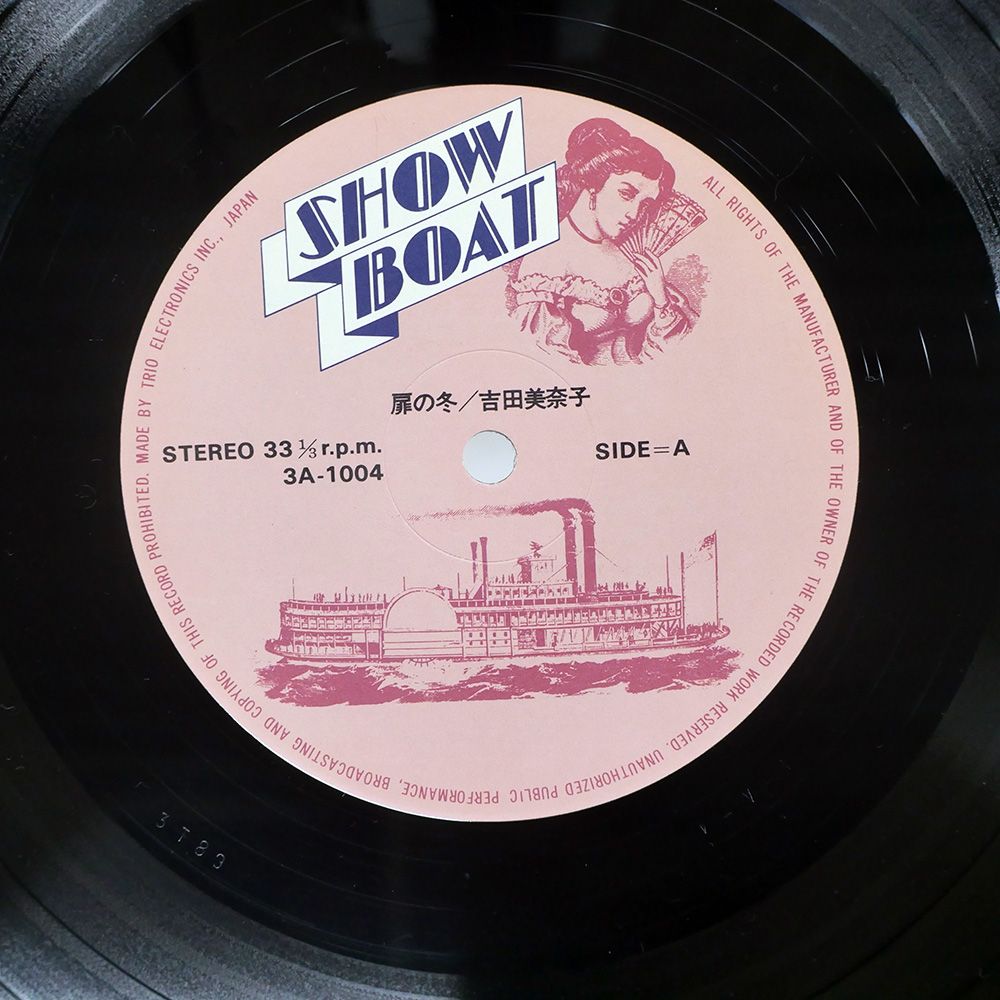 SHOW
BOAT
扉の冬／吉田美奈子
STEREO 33 1/3 r.p.m.
3A-1004
SIDE=A
ALL RIGHTS OF THE MANUFACTURER AND OF THE OWNER OF THE RECORDED WORK RESERVED. UNAUTHORIZED PUBLIC PERFORMANCE, BROADCASTING AND COPYING OF THIS RECORD PROHIBITED. MADE BY TRIO ELECTRONICS INC., JAPAN